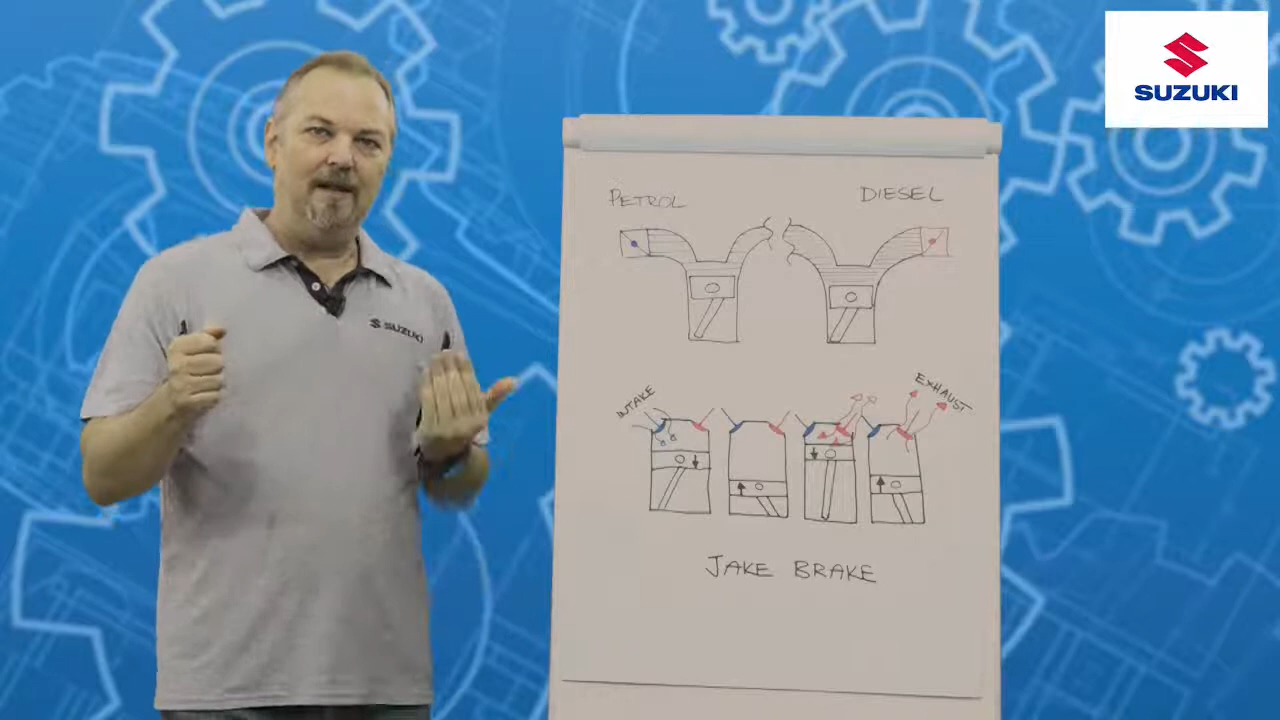 SUZUKI
SUZUKI
PETROL
DIESEL
INTAKE
EXHAUST
JAKE BRAKE